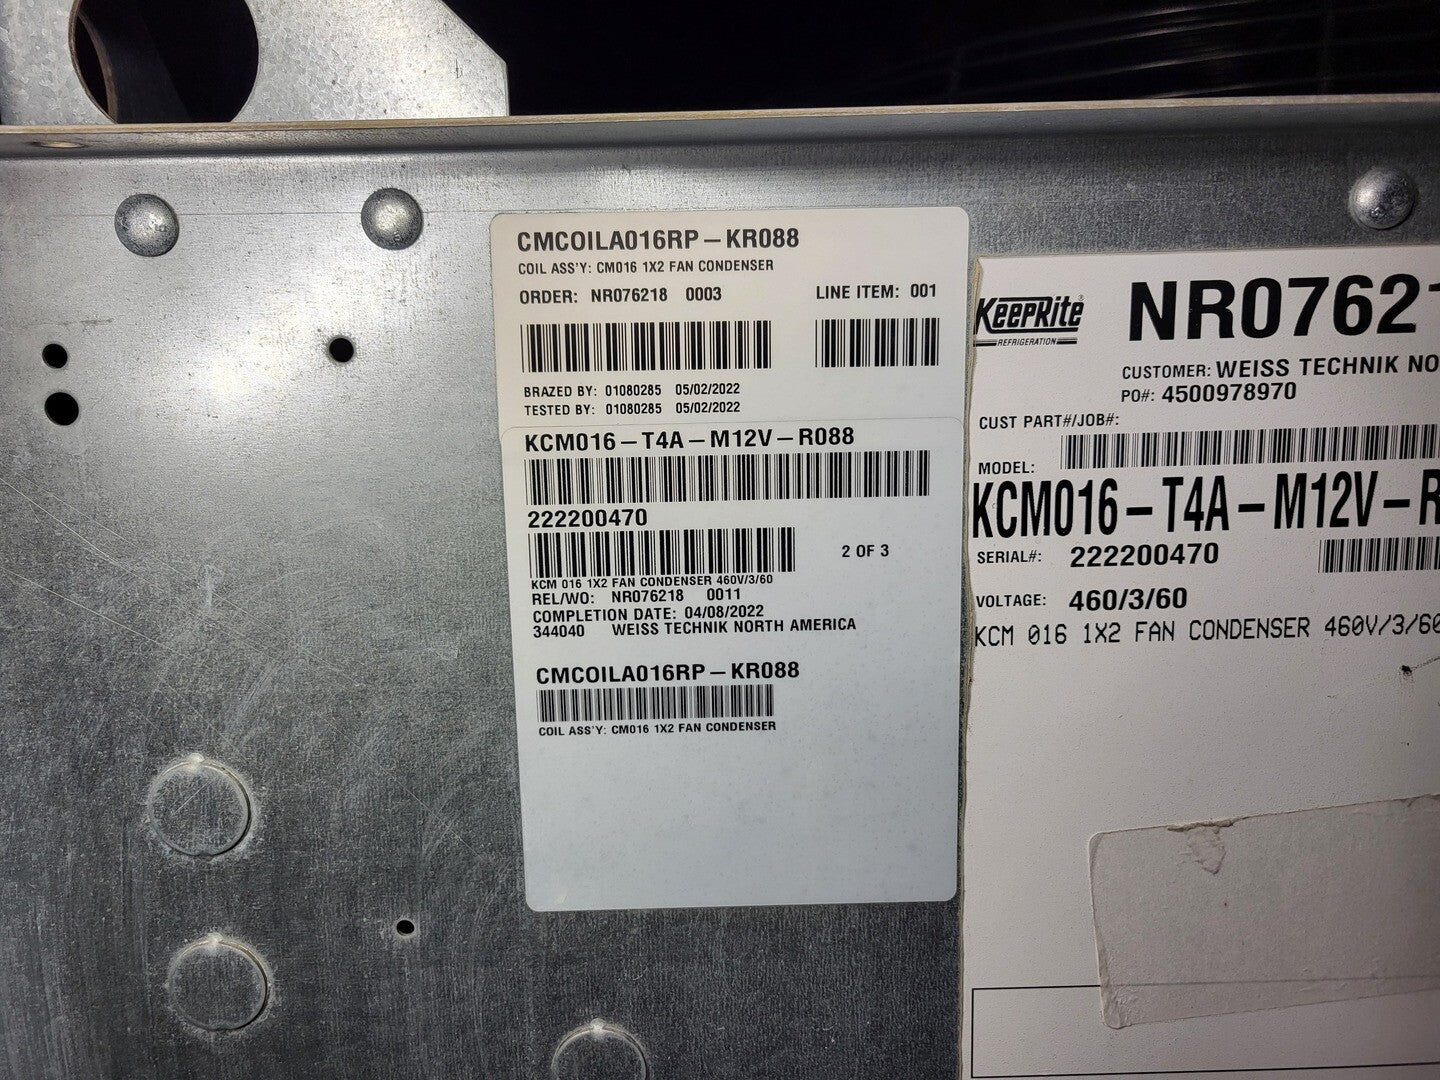 CMCOILA016RP-KR088
COIL ASS'Y: CM016 1X2 FAN CONDENSER
ORDER: NR076218 0003 LINE ITEM: 001
BRAZED BY: 01080285 05/02/2022
TESTED BY: 01080285 05/02/2022
KCM016-T4A-M12V-R088
222200470
2 OF 3
KCM 016 1X2 FAN CONDENSER 460V/3/60
REL/WO: NR076218 0011
COMPLETION DATE: 04/08/2022
344040 WEISS TECHNIK NORTH AMERICA
CMCOILA016RP-KR088
COIL ASS'Y: CM016 1X2 FAN CONDENSER
KEEPRITE
REFRIGERATION
NR07621
CUSTOMER: WEISS TECHNIK NO
PO#: 4500978970
CUST PART#/JOB#:
MODEL:
KCM016-T4A-M12V-R
SERIAL#: 222200470
VOLTAGE: 460/3/60
KCM 016 1X2 FAN CONDENSER 460V/3/60